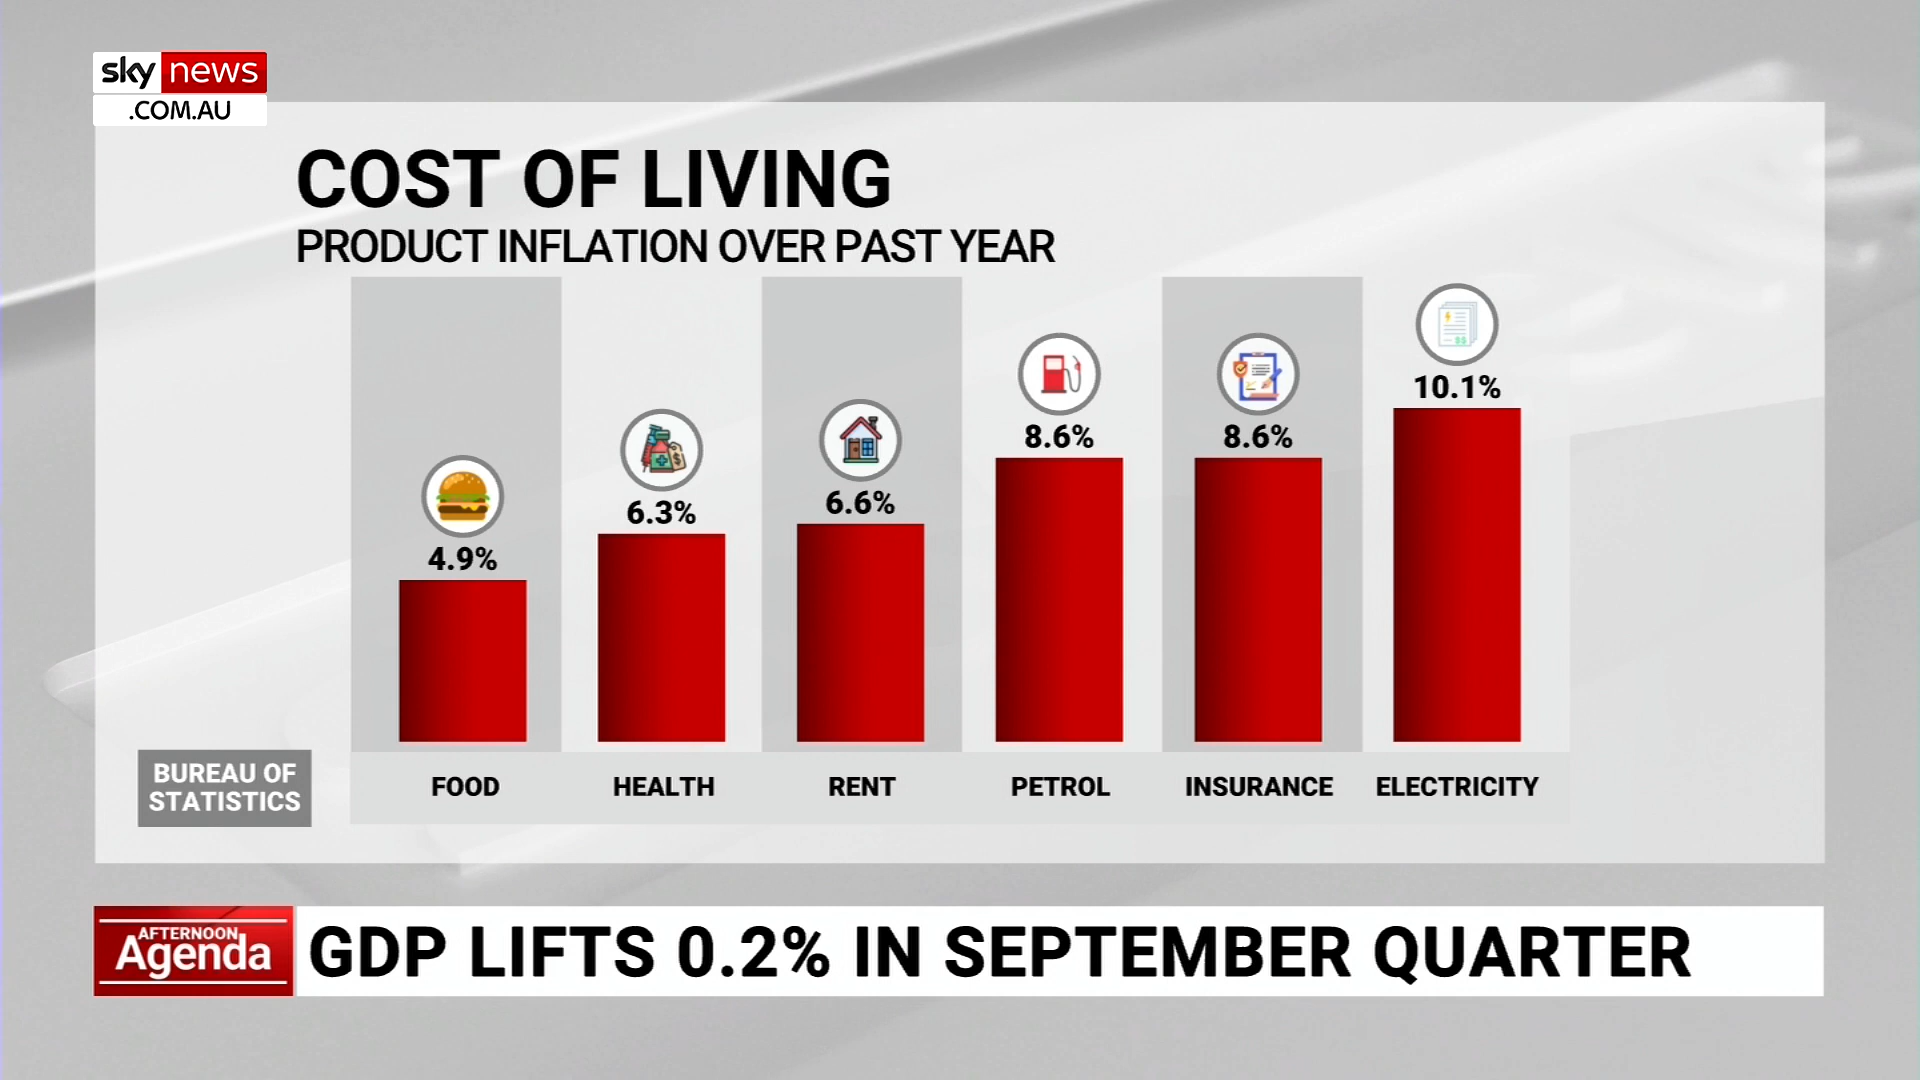 sky news
.COM.AU
COST OF LIVING
PRODUCT INFLATION OVER PAST YEAR
4.9%
6.3%
6.6%
8.6%
8.6%
10.1%
FOOD
HEALTH
RENT
PETROL
INSURANCE
ELECTRICITY
BUREAU OF
STATISTICS
AFTERNOON
Agenda
GDP LIFTS 0.2% IN SEPTEMBER QUARTER